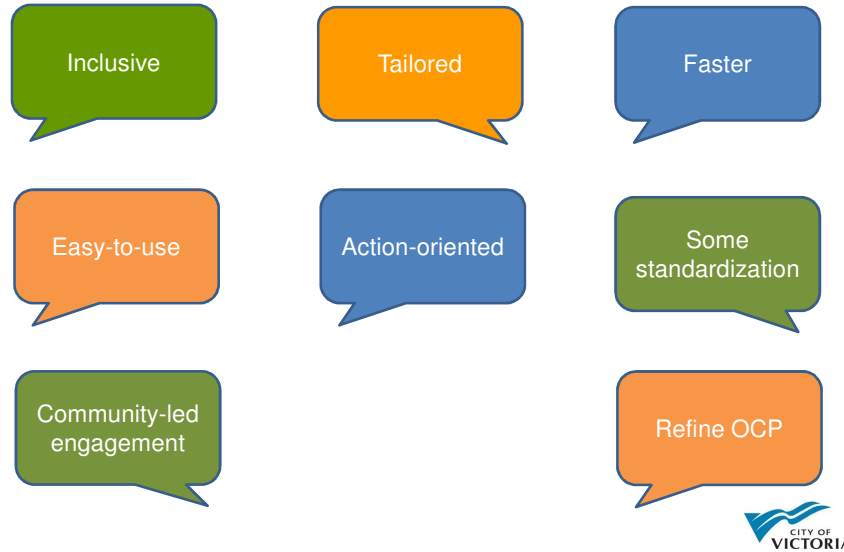 Inclusive
Tailored
Faster
Easy-to-use
Action-oriented
Some
standardization
Community-led
engagement
Refine OCP
CITY OF
VICTORIA